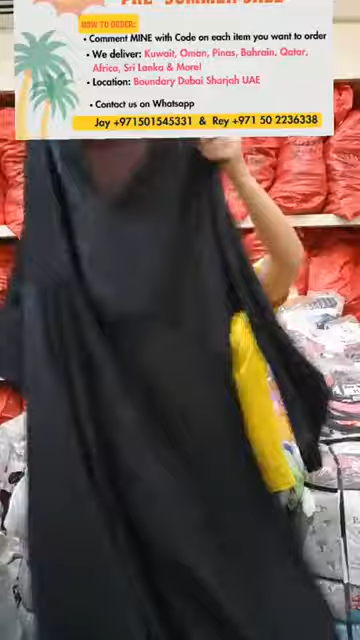 PRE-SUMMER SALE
HOW TO ORDER:
• Comment MINE with Code on each item you want to order
• We deliver: Kuwait, Oman, Pinas, Bahrain, Qatar,
Africa, Sri Lanka & More!
• Location: Boundary Dubai Sharjah UAE
• Contact us on Whatsapp
Jay +971501545331 & Rey +971 50 2236338